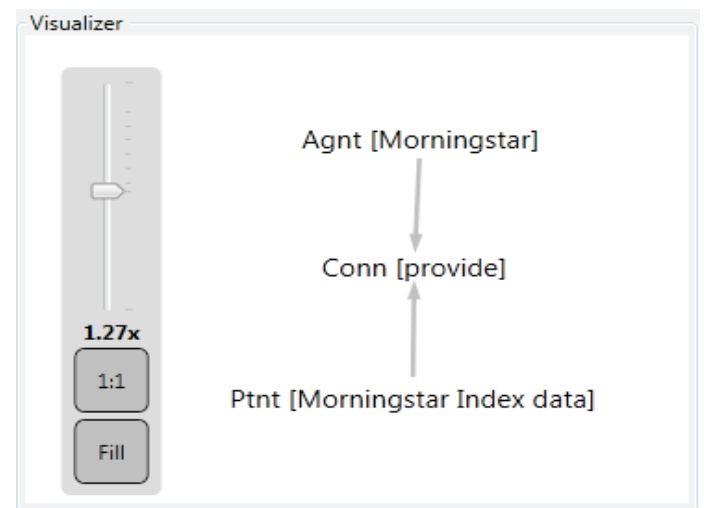 Visualizer
Agnt [Morningstar]
Conn [provide]
1.27x
1:1
Ptnt [Morningstar Index data]
Fill